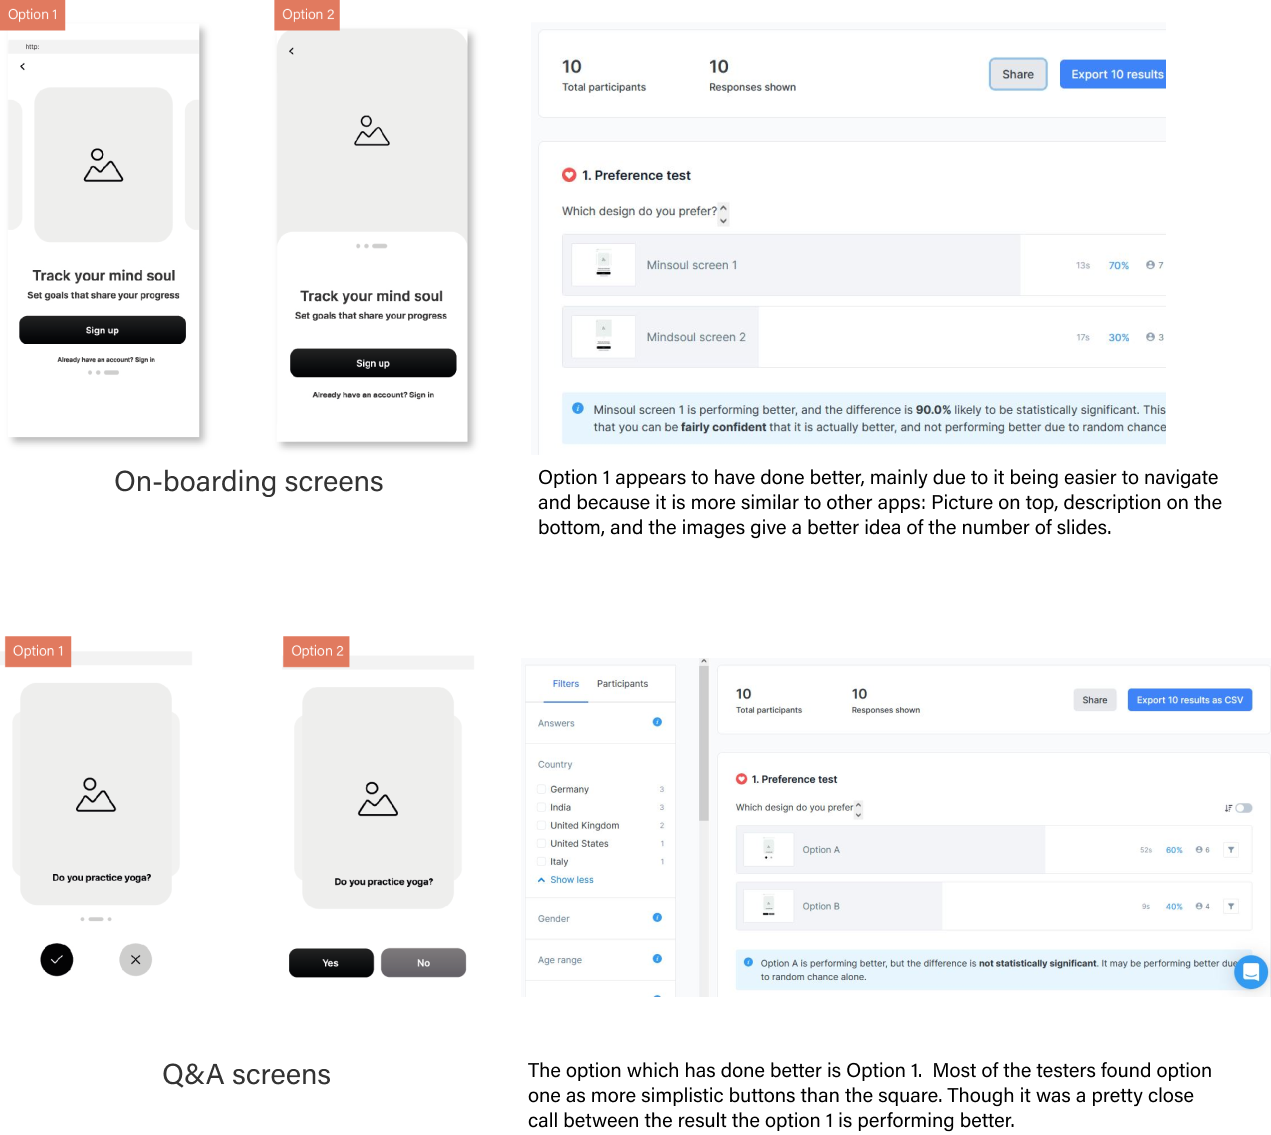 Option 1
http:
Track your mind soul
Set goals that share your progress
Sign up
Already have an account? Sign in
Option 2
Track your mind soul
Set goals that share your progress
Sign up
Already have an account? Sign in
On-boarding screens
10
Total participants
10
Responses shown
Share
Export 10 results
1. Preference test
Which design do you prefer?
Minsoul screen 1
13s
70%
7
Mindsoul screen 2
17s
30%
3
Minsoul screen 1 is performing better, and the difference is 90.0% likely to be statistically significant. This
that you can be fairly confident that it is actually better, and not performing better due to random chance
Option 1 appears to have done better, mainly due to it being easier to navigate
and because it is more similar to other apps: Picture on top, description on the
bottom, and the images give a better idea of the number of slides.
Option 1
Do you practice yoga?
Option 2
Do you practice yoga?
Yes
No
Q&A screens
Filters
Participants
Answers
Country
Germany 3
India 3
United Kingdom 2
United States 1
Italy 1
Show less
Gender
Age range
10
Total participants
10
Responses shown
Share
Export 10 results as CSV
1. Preference test
Which design do you prefer
Option A
52s
60%
6
Option B
9s
40%
4
Option A is performing better, but the difference is not statistically significant. It may be performing better due
to random chance alone.
The option which has done better is Option 1.  Most of the testers found option
one as more simplistic buttons than the square. Though it was a pretty close
call between the result the option 1 is performing better.